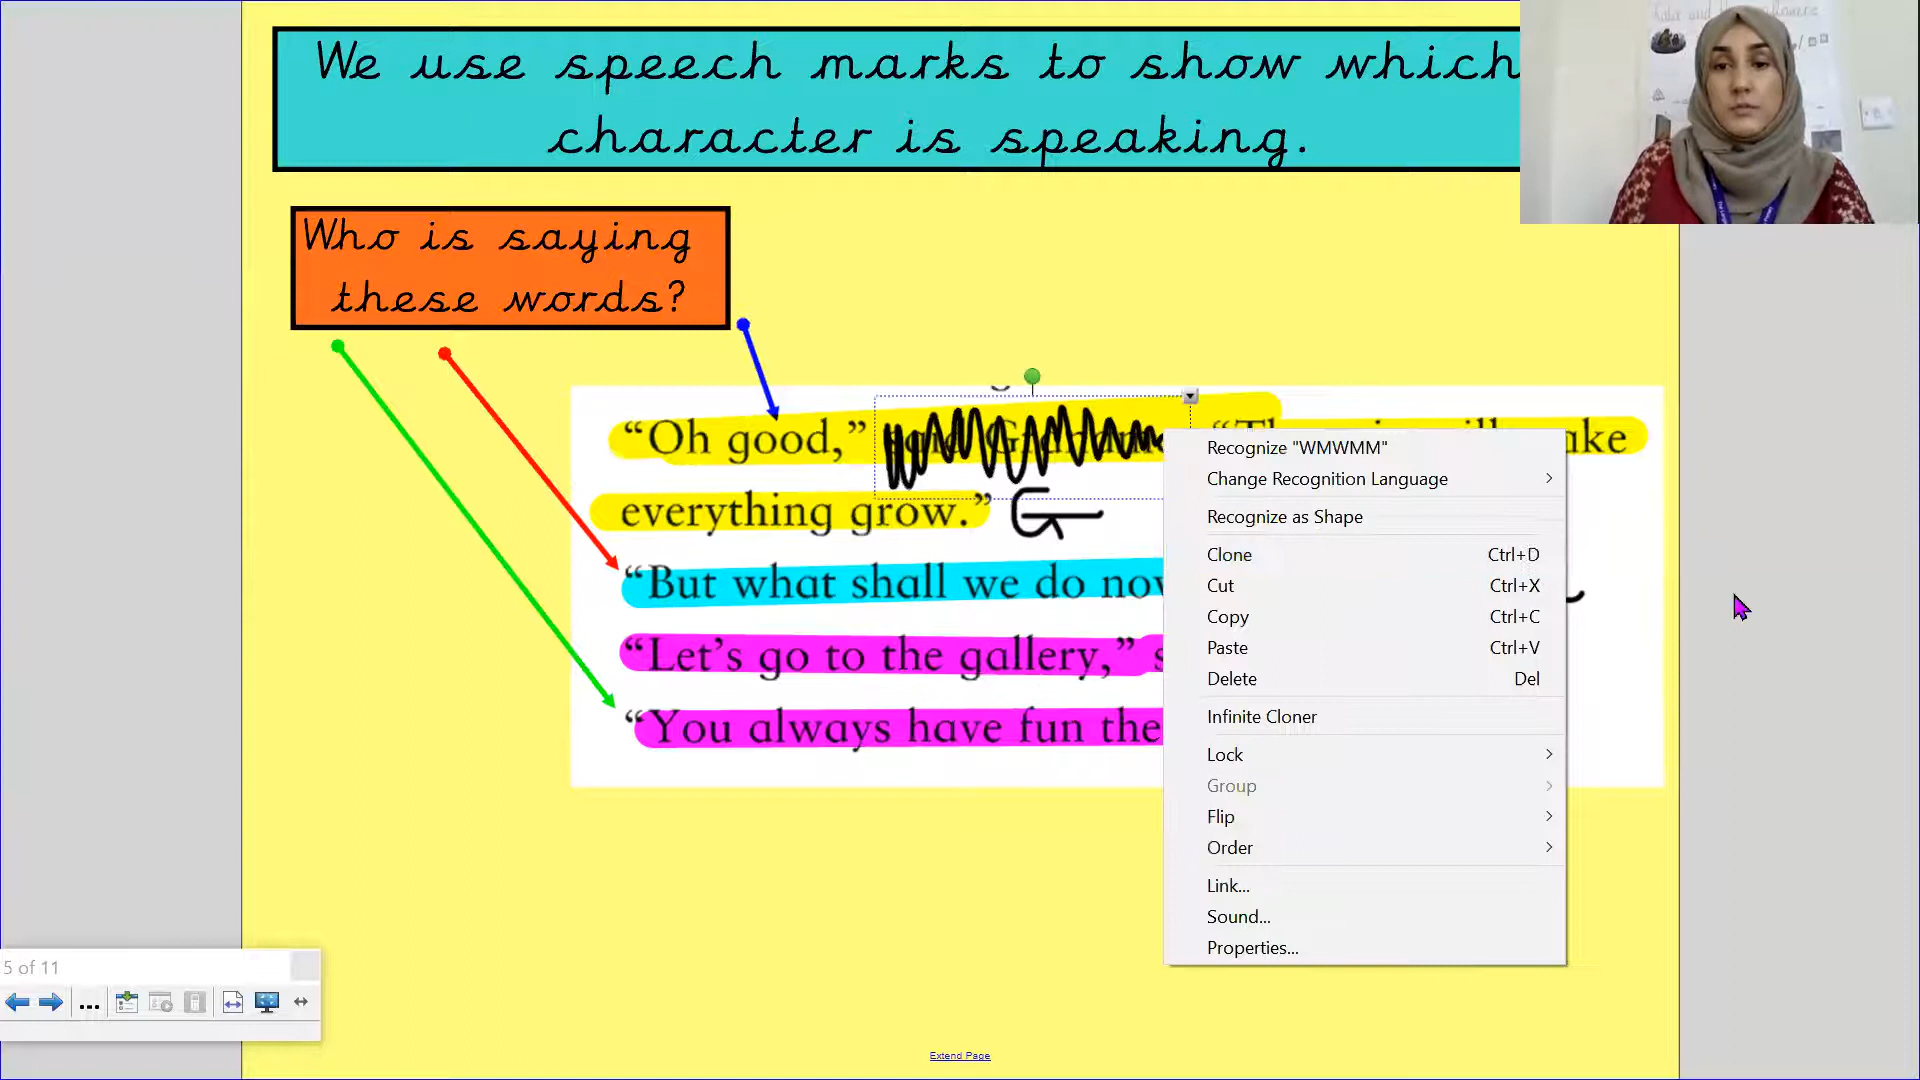 We use speech marks to show which
character is speaking.
Who is saying
these words?
“Oh good,” said
everything grow.” G
“But what shall we do now
“Let’s go to the gallery,” s
“You always have fun the
Recognize "WMWMM"
Change Recognition Language
Recognize as Shape
Clone Ctrl+D
Cut Ctrl+X
Copy Ctrl+C
Paste Ctrl+V
Delete Del
Infinite Cloner
Lock
Group
Flip
Order
Link...
Sound...
Properties...
5 of 11
Extend Page